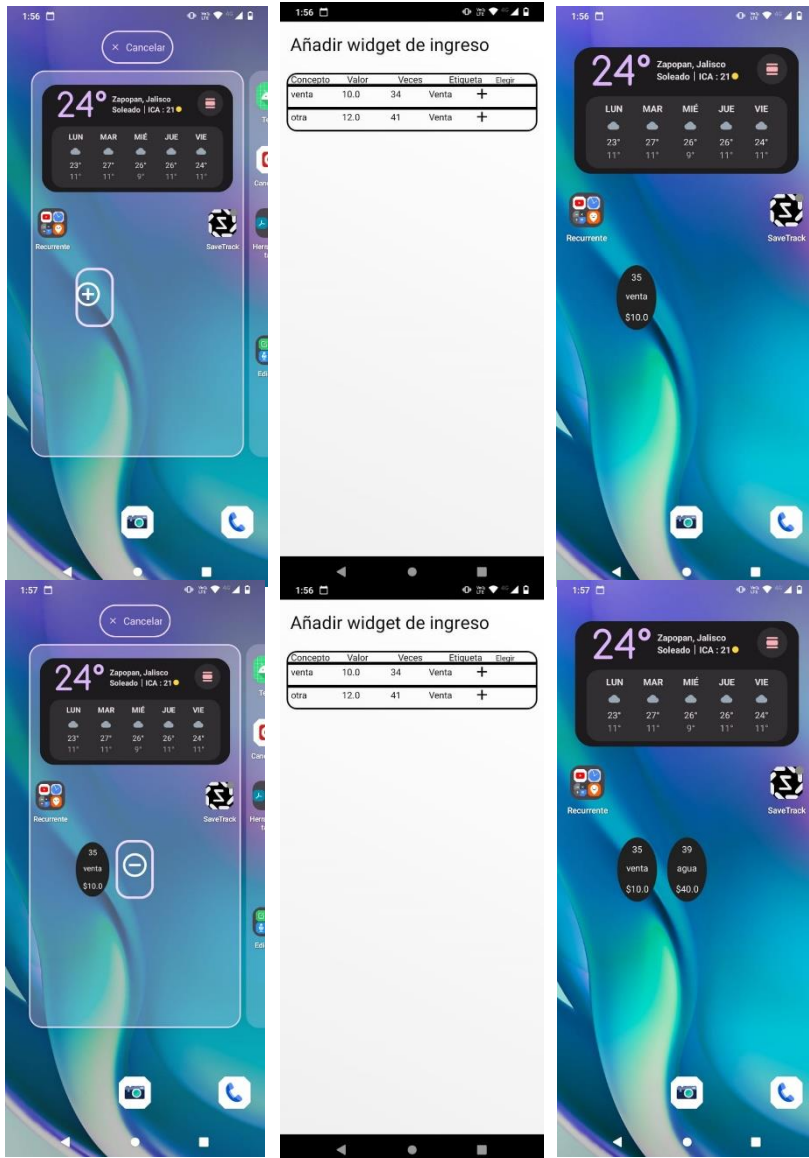 1:56
VoLTE 4G
× Cancelar
24°
Zapopan, Jalisco
Soleado | ICA : 21
LUN MAR MIÉ JUE VIE
23° 27° 26° 26° 24°
11° 11° 9° 11° 11°
Recurrente
SaveTrack
1:56
Añadir widget de ingreso
Concepto Valor Veces Etiqueta Elegir
venta 10.0 34 Venta +
otra 12.0 41 Venta +
1:56
24°
Zapopan, Jalisco
Soleado | ICA : 21
LUN MAR MIÉ JUE VIE
23° 27° 26° 26° 24°
11° 11° 9° 11° 11°
Recurrente
SaveTrack
35
venta
$10.0
1:57
× Cancelar
24°
Zapopan, Jalisco
Soleado | ICA : 21
LUN MAR MIÉ JUE VIE
23° 27° 26° 26° 24°
11° 11° 9° 11° 11°
Recurrente
SaveTrack
35
venta
$10.0
1:56
Añadir widget de ingreso
Concepto Valor Veces Etiqueta Elegir
venta 10.0 34 Venta +
otra 12.0 41 Venta +
1:57
24°
Zapopan, Jalisco
Soleado | ICA : 21
LUN MAR MIÉ JUE VIE
23° 27° 26° 26° 24°
11° 11° 9° 11° 11°
Recurrente
SaveTrack
35
venta
$10.0
39
agua
$40.0